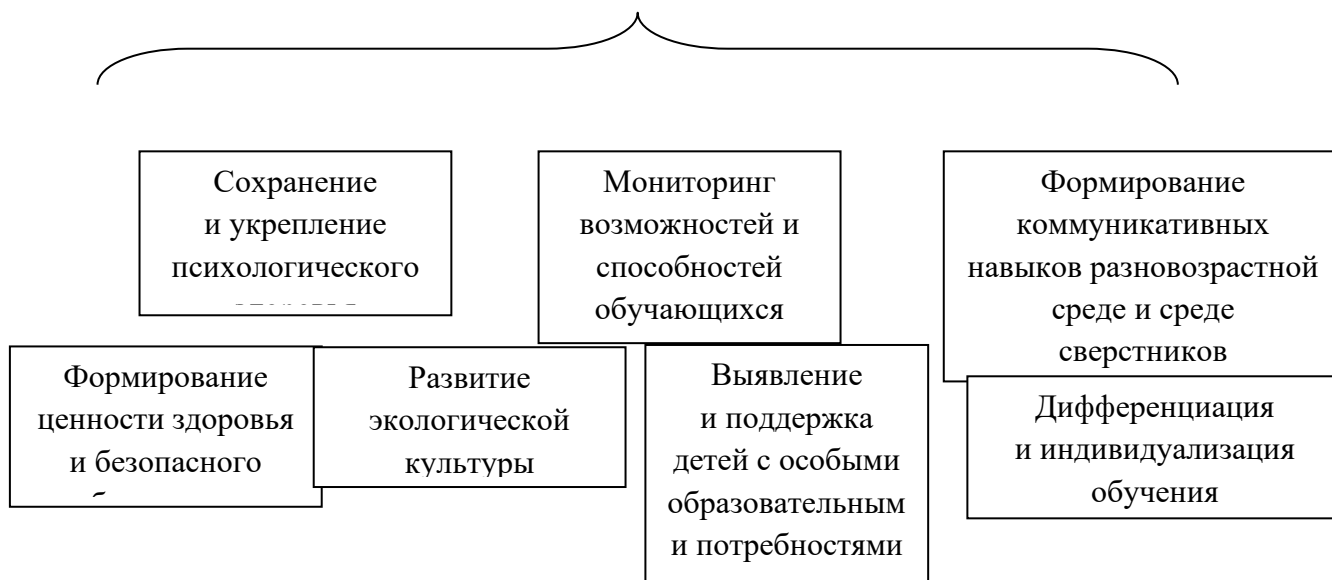 Сохранение
и укрепление
психологического
Мониторинг
возможностей и
способностей
обучающихся
Формирование
коммуникативных
навыков разновозрастной
среде и среде
сверстников
Формирование
ценности здоровья
и безопасного
Развитие
экологической
культуры
Выявление
и поддержка
детей с особыми
образовательным
и потребностями
Дифференциация
и индивидуализация
обучения